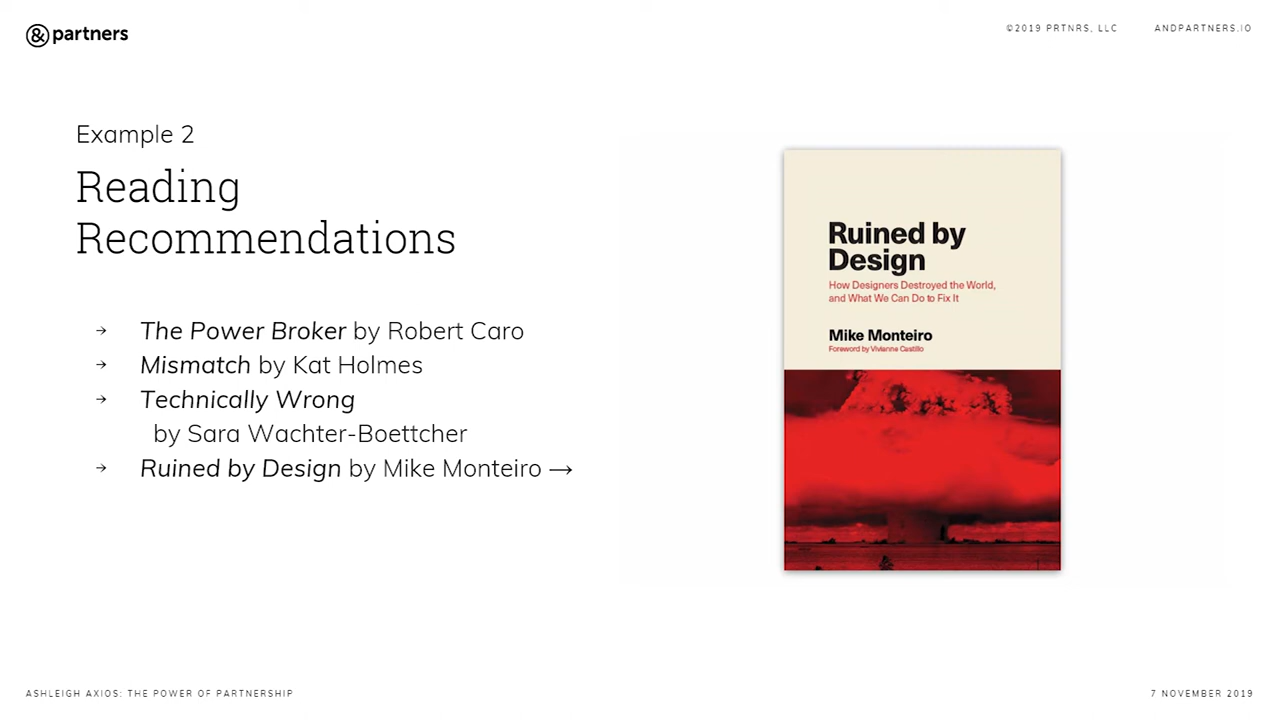 & partners
©2019 PRTNRS, LLC
ANDPARTNERS.IO
Example 2
Reading
Recommendations
→ The Power Broker by Robert Caro
→ Mismatch by Kat Holmes
→ Technically Wrong
by Sara Wachter-Boettcher
→ Ruined by Design by Mike Monteiro →
Ruined by
Design
How Designers Destroyed the World,
and What We Can Do to Fix It
Mike Monteiro
Foreword by Vivianne Castillo
ASHLEIGH AXIOS: THE POWER OF PARTNERSHIP
7 NOVEMBER 2019